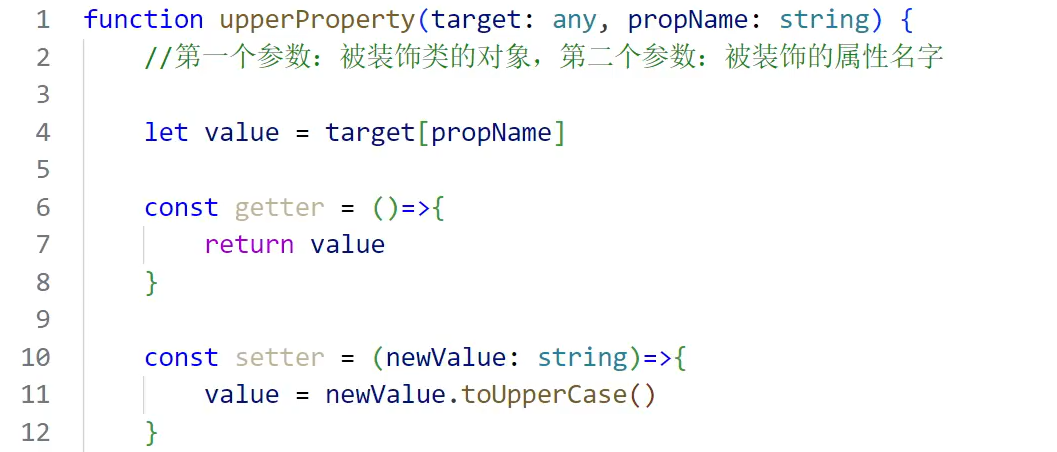 1 function upperProperty(target: any, propName: string) {
2 //第一个参数：被装饰类的对象，第二个参数：被装饰的属性名字
3
4 let value = target[propName]
5
6 const getter = ()=>{
7 return value
8 }
9
10 const setter = (newValue: string)=>{
11 value = newValue.toUpperCase()
12 }